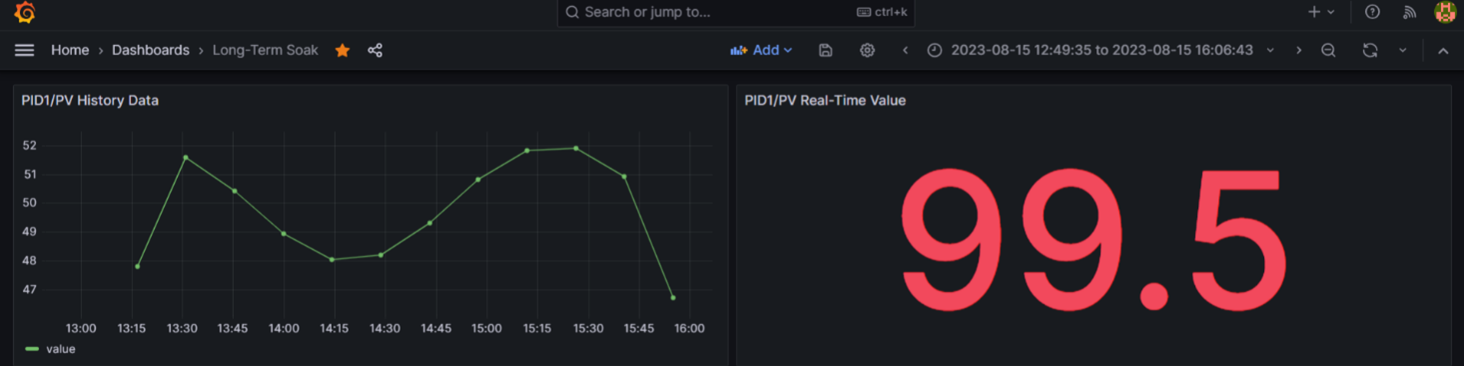 Search or jump to...
ctrl+k
Home › Dashboards › Long-Term Soak
Add
2023-08-15 12:49:35 to 2023-08-15 16:06:43
PID1/PV History Data
52
51
50
49
48
47
13:00 13:15 13:30 13:45 14:00 14:15 14:30 14:45 15:00 15:15 15:30 15:45 16:00
value
PID1/PV Real-Time Value
99.5